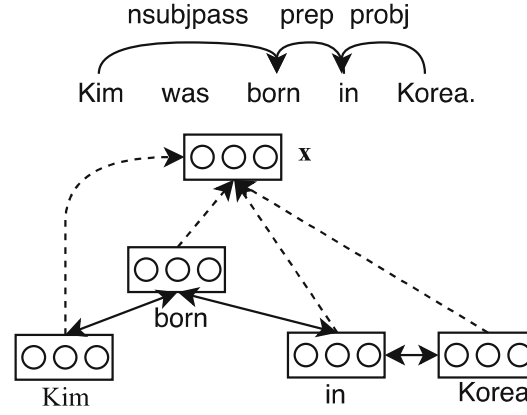 nsubjpass prep probj
Kim was born in Korea.
x
born
Kim
in
Korea